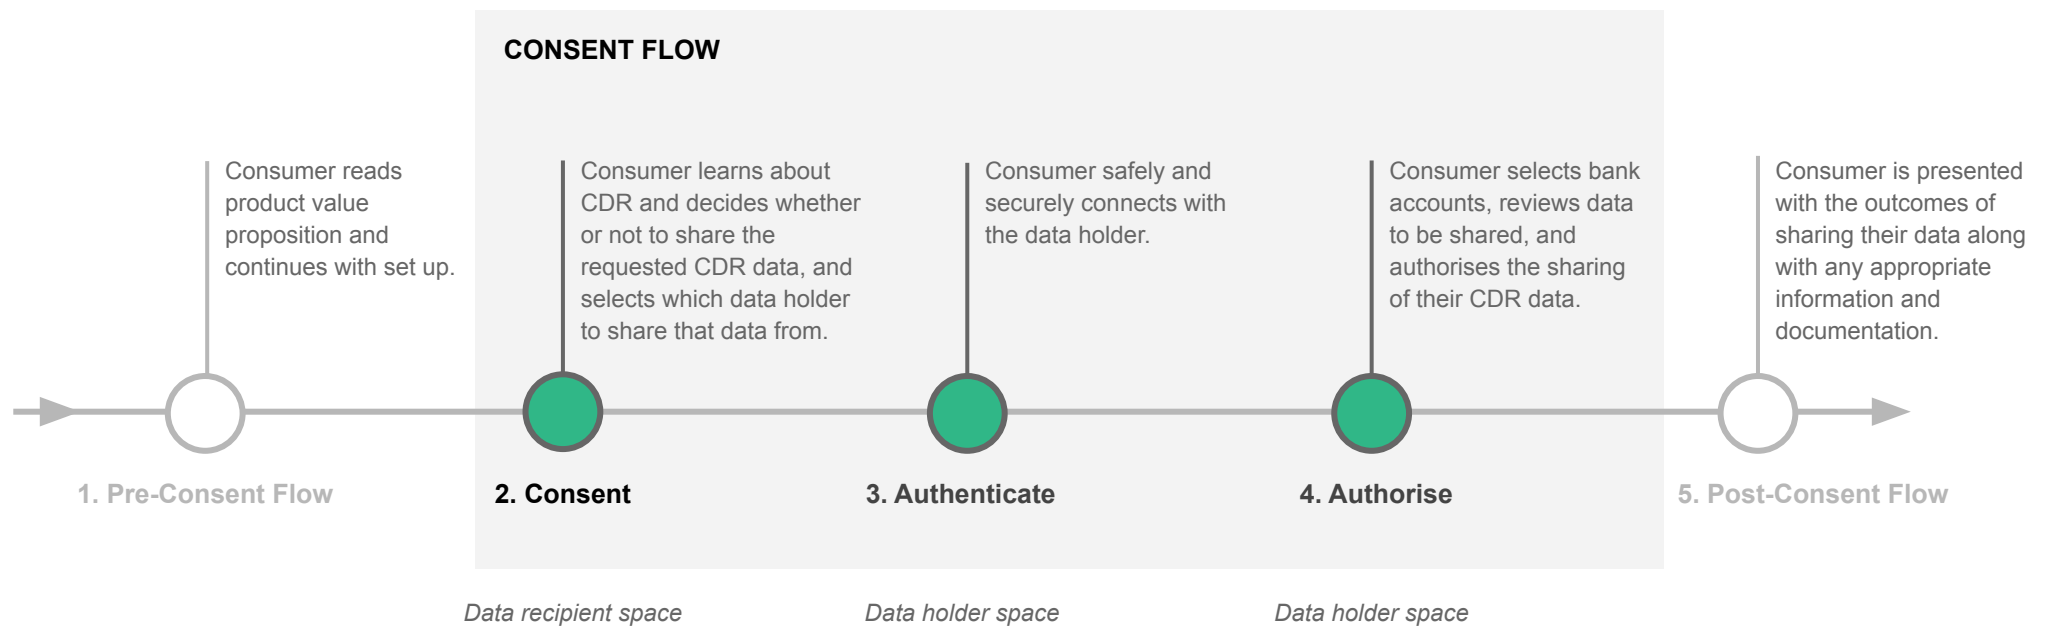 CONSENT FLOW
Consumer reads
product value
proposition and
continues with set up.
Consumer learns about
CDR and decides whether
or not to share the
requested CDR data, and
selects which data holder
to share that data from.
Consumer safely and
securely connects with
the data holder.
Consumer selects bank
accounts, reviews data
to be shared, and
authorises the sharing
of their CDR data.
Consumer is presented
with the outcomes of
sharing their data along
with any appropriate
information and
documentation.
1. Pre-Consent Flow
2. Consent
3. Authenticate
4. Authorise
5. Post-Consent Flow
Data recipient space
Data holder space
Data holder space